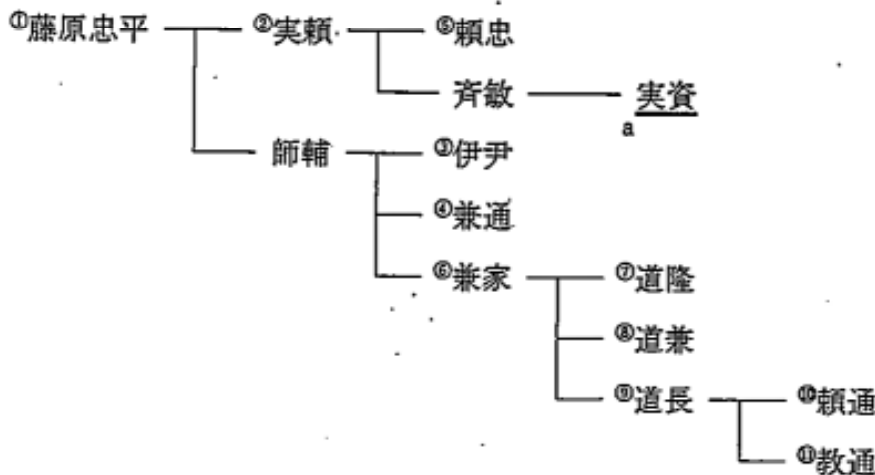 ①藤原忠平 ②実頼 ⑤頼忠
斉敏 実資
a
師輔 ③伊尹
④兼通
⑥兼家 ⑦道隆
⑧道兼
⑨道長 ⑩頼通
⑪教通